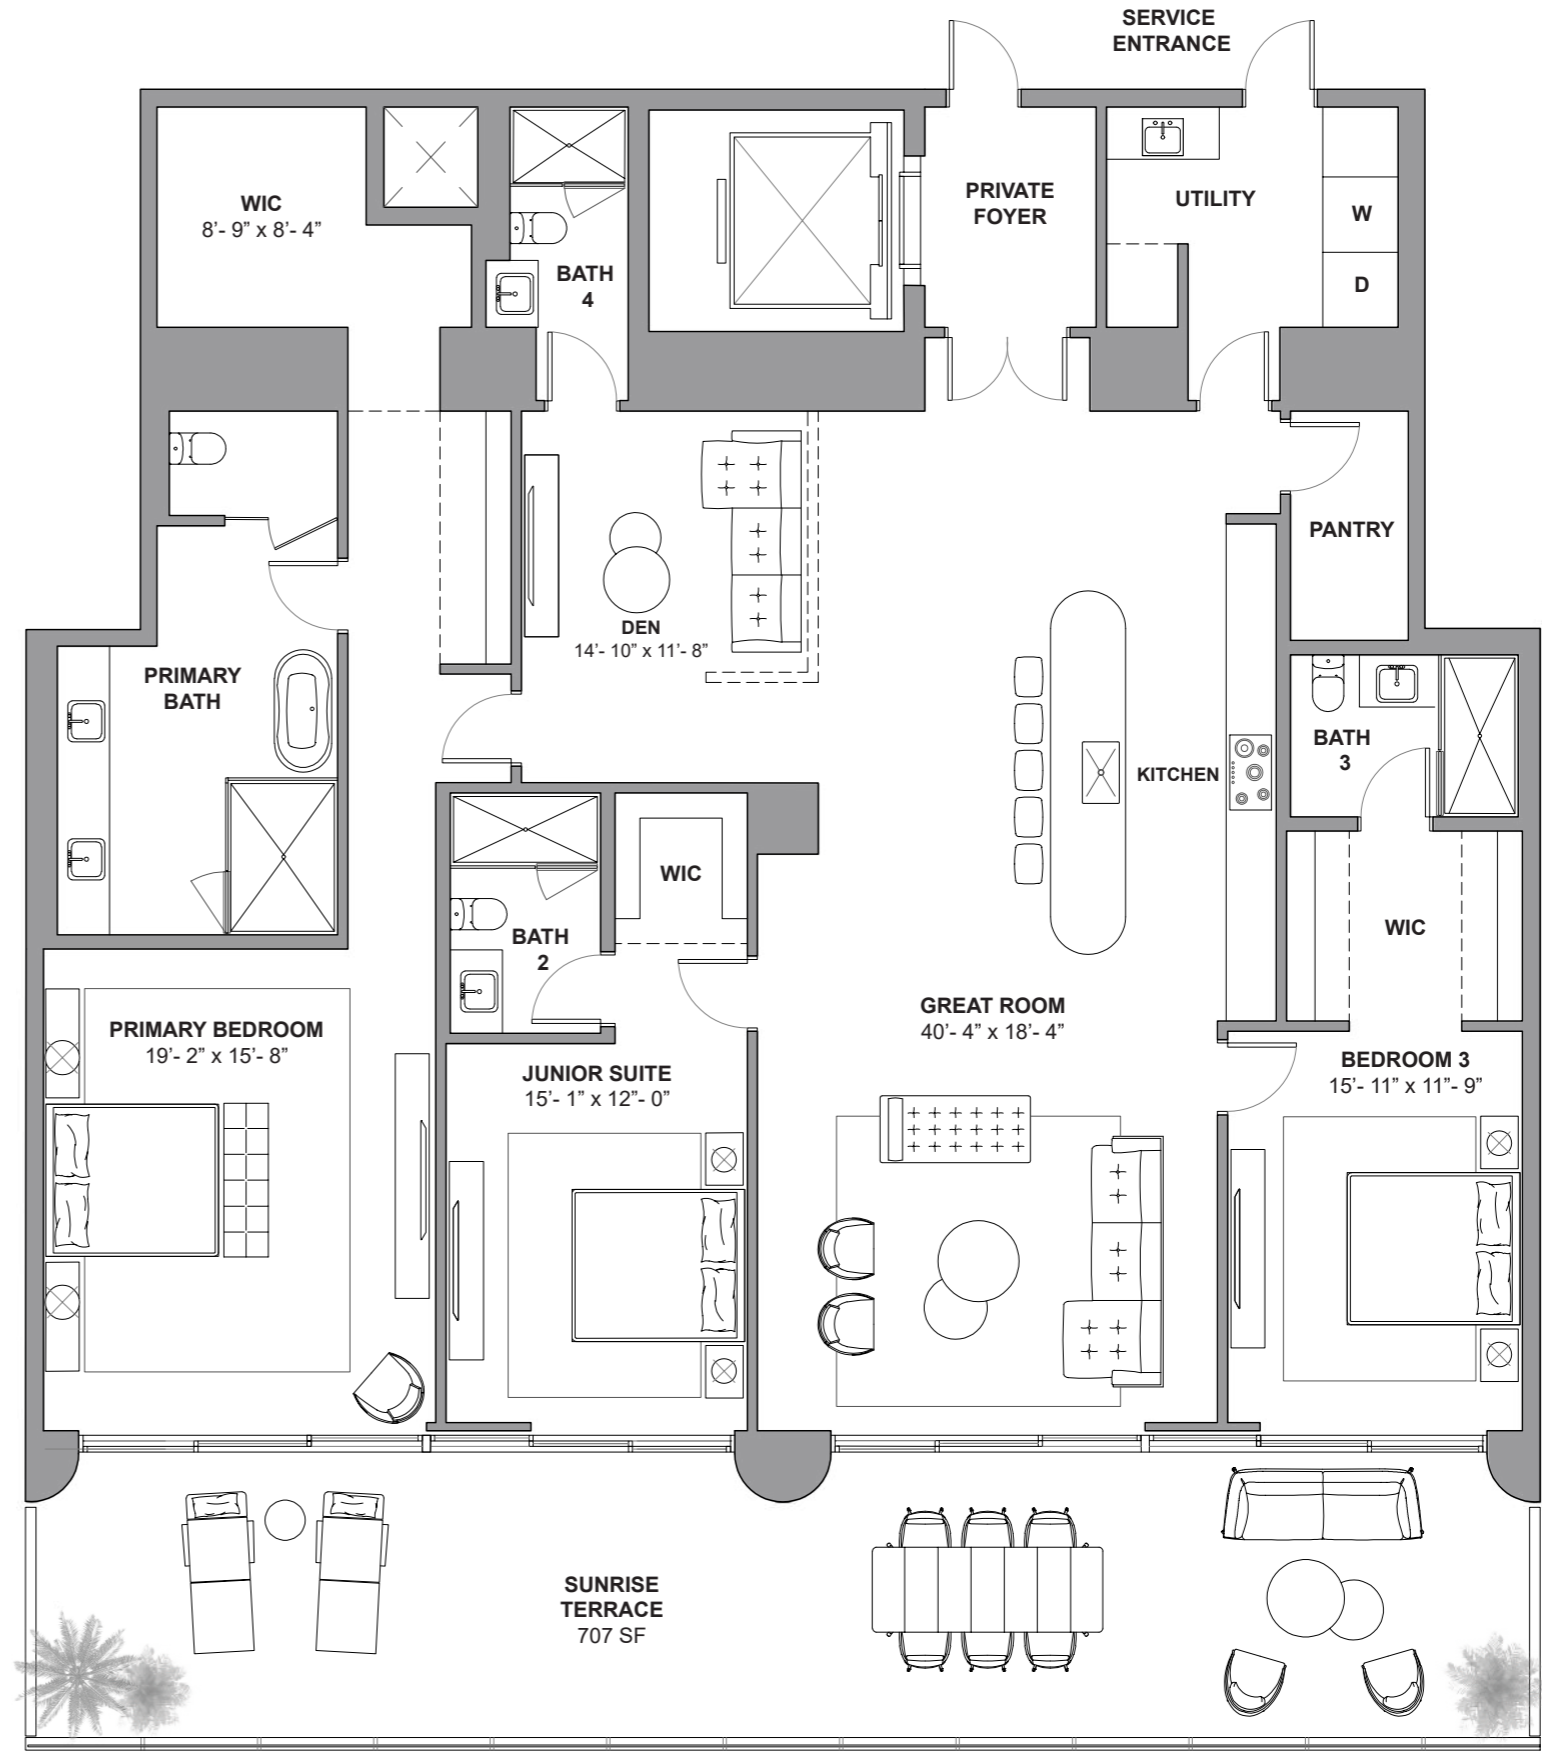 SERVICE
ENTRANCE
WIC
8’- 9” x 8’- 4”
BATH
4
PRIVATE
FOYER
UTILITY
W
D
PANTRY
DEN
14’- 10” x 11’- 8”
PRIMARY
BATH
KITCHEN
BATH
3
WIC
BATH
2
WIC
GREAT ROOM
40’- 4” x 18’- 4”
PRIMARY BEDROOM
19’- 2” x 15’- 8”
JUNIOR SUITE
15’- 1” x 12”- 0”
BEDROOM 3
15’- 11” x 11”- 9”
SUNRISE
TERRACE
707 SF